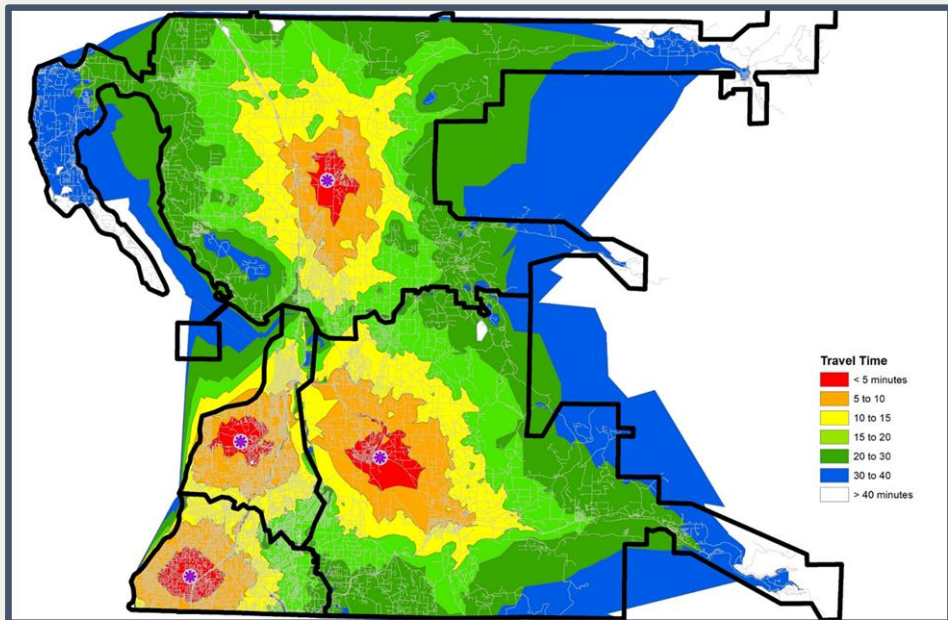 Travel Time
< 5 minutes
5 to 10
10 to 15
15 to 20
20 to 30
30 to 40
> 40 minutes